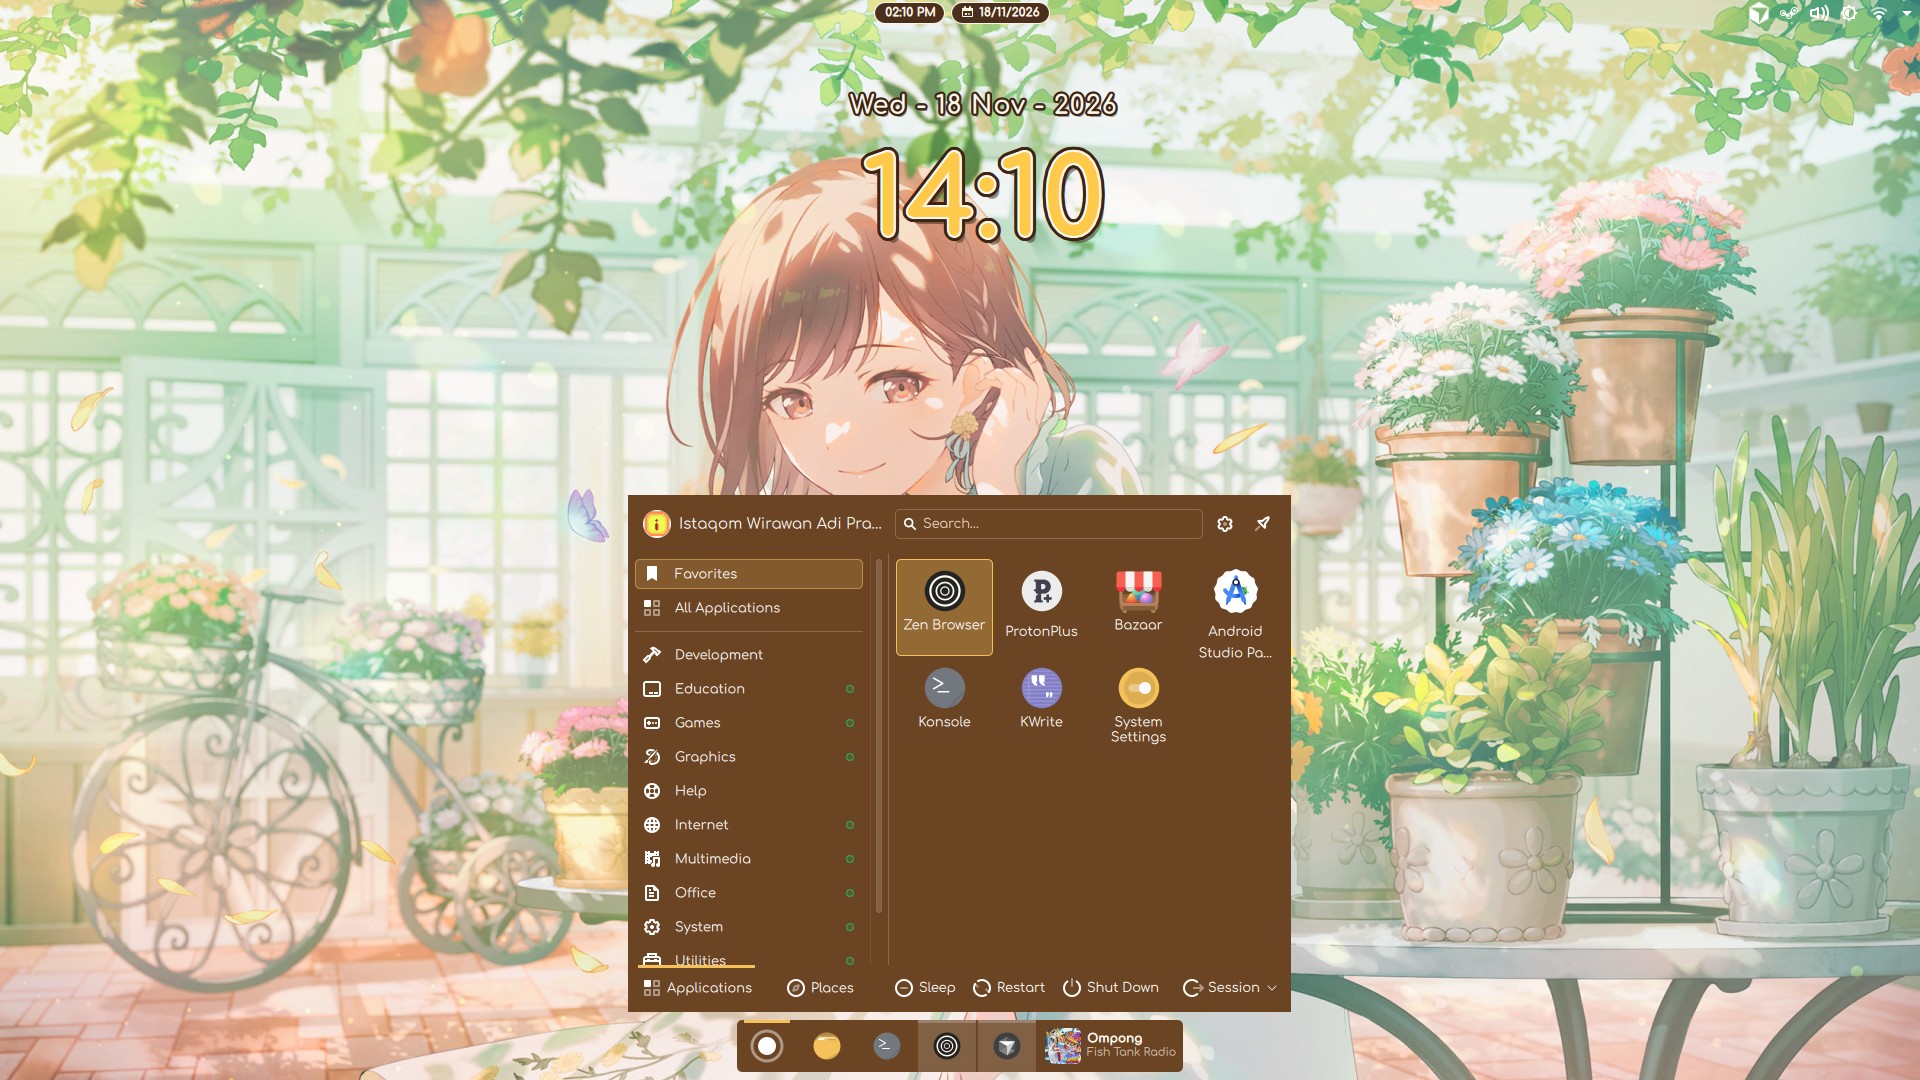 02:10 PM
18/11/2026
Wed - 18 Nov - 2026
14:10
Istaqom Wirawan Adi Pra...
Search...
Favorites
All Applications
Development
Education
Games
Graphics
Help
Internet
Multimedia
Office
System
Utilities
Zen Browser
ProtonPlus
Bazaar
Android
Studio Pa...
Konsole
KWrite
System
Settings
Applications
Places
Sleep
Restart
Shut Down
Session
Ompong
Fish Tank Radio